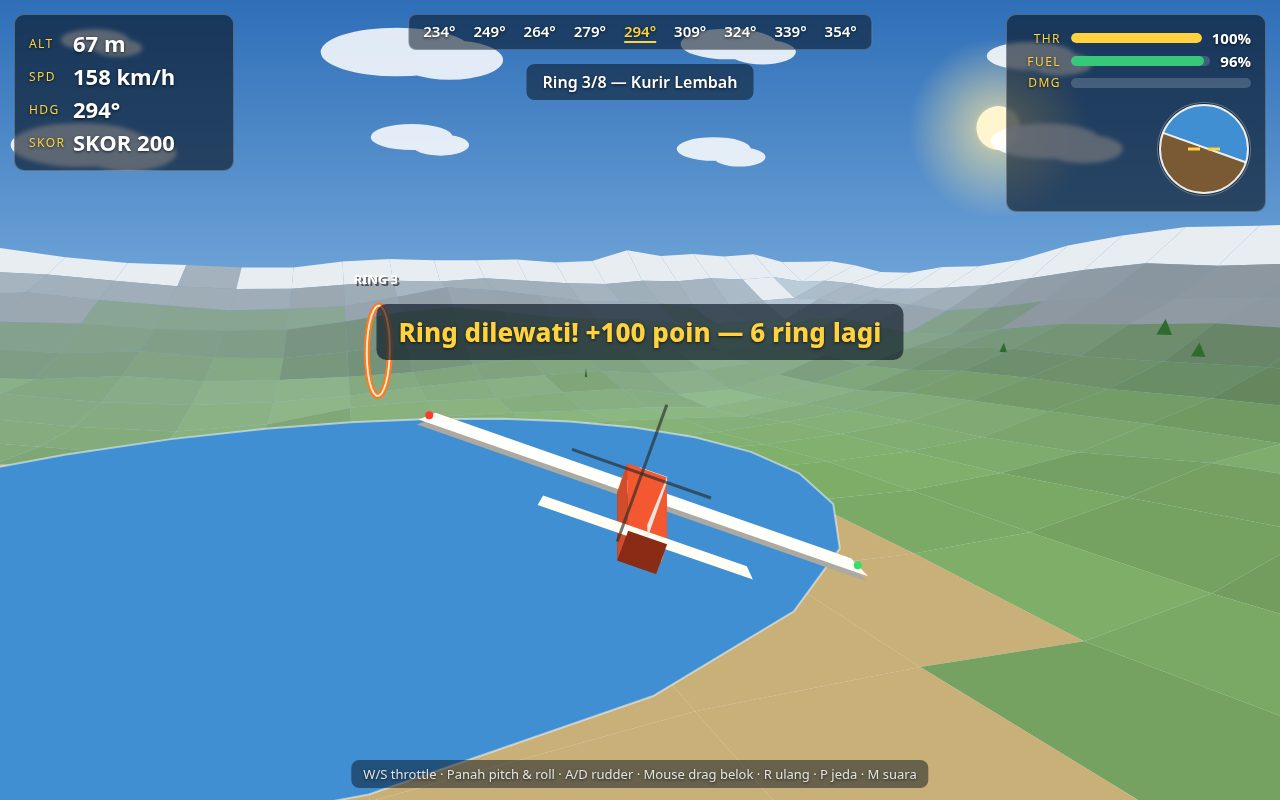 ALT 67 m
SPD 158 km/h
HDG 294°
SKOR SKOR 200
234° 249° 264° 279° 294° 309° 324° 339° 354°
Ring 3/8 — Kurir Lembah
THR 100%
FUEL 96%
DMG
RING 3
Ring dilewati! +100 poin — 6 ring lagi
W/S throttle · Panah pitch & roll · A/D rudder · Mouse drag belok · R ulang · P jeda · M suara